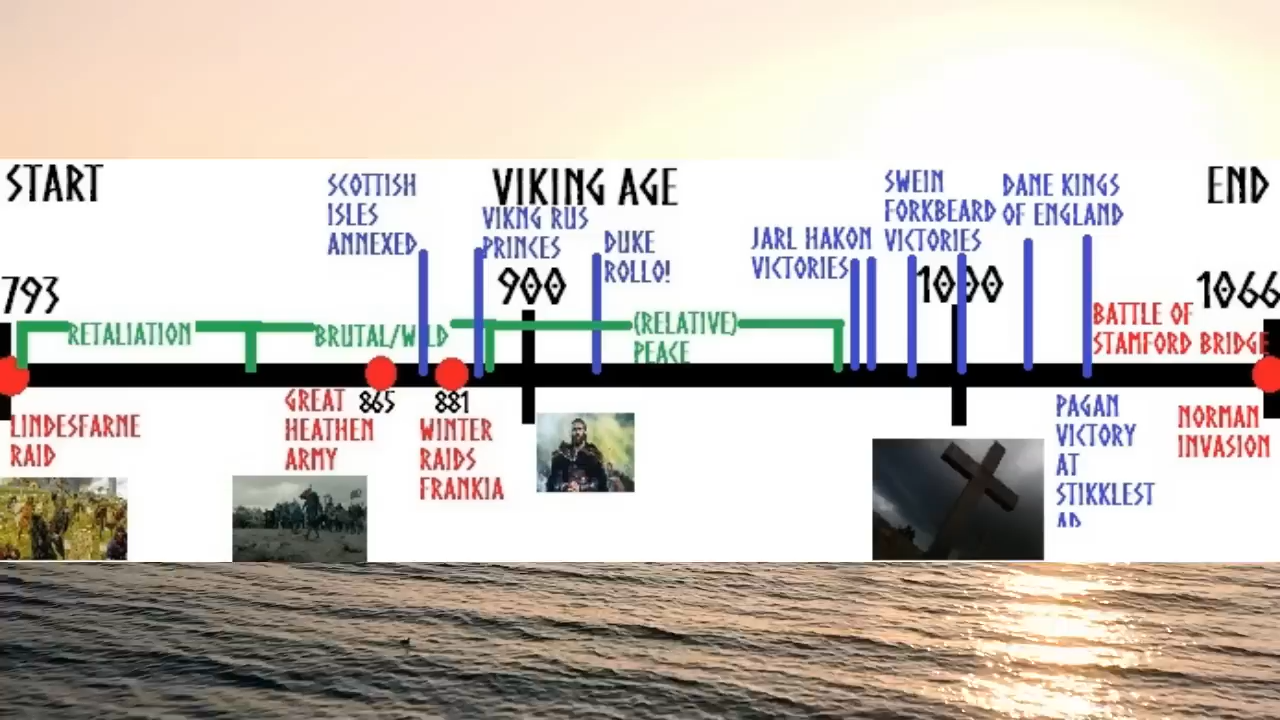 START
VIKING AGE
END
SCOTTISH
ISLES
ANNEXED
VIKNG RUS
PRINCES
DUKE
ROLLO!
JARL HAKON
VICTORIES
SWEIN
FORKBEARD
VICTORIES
DANE KINGS
OF ENGLAND
793
900
1000
1066
RETALIATION
BRUTAL/WILD
(RELATIVE)
PEACE
BATTLE OF
STAMFORD BRIDGE
LINDESFARNE
RAID
GREAT
HEATHEN
ARMY
865
881
WINTER
RAIDS
FRANKIA
PAGAN
VICTORY
AT
STIKKLEST
AD
NORMAN
INVASION